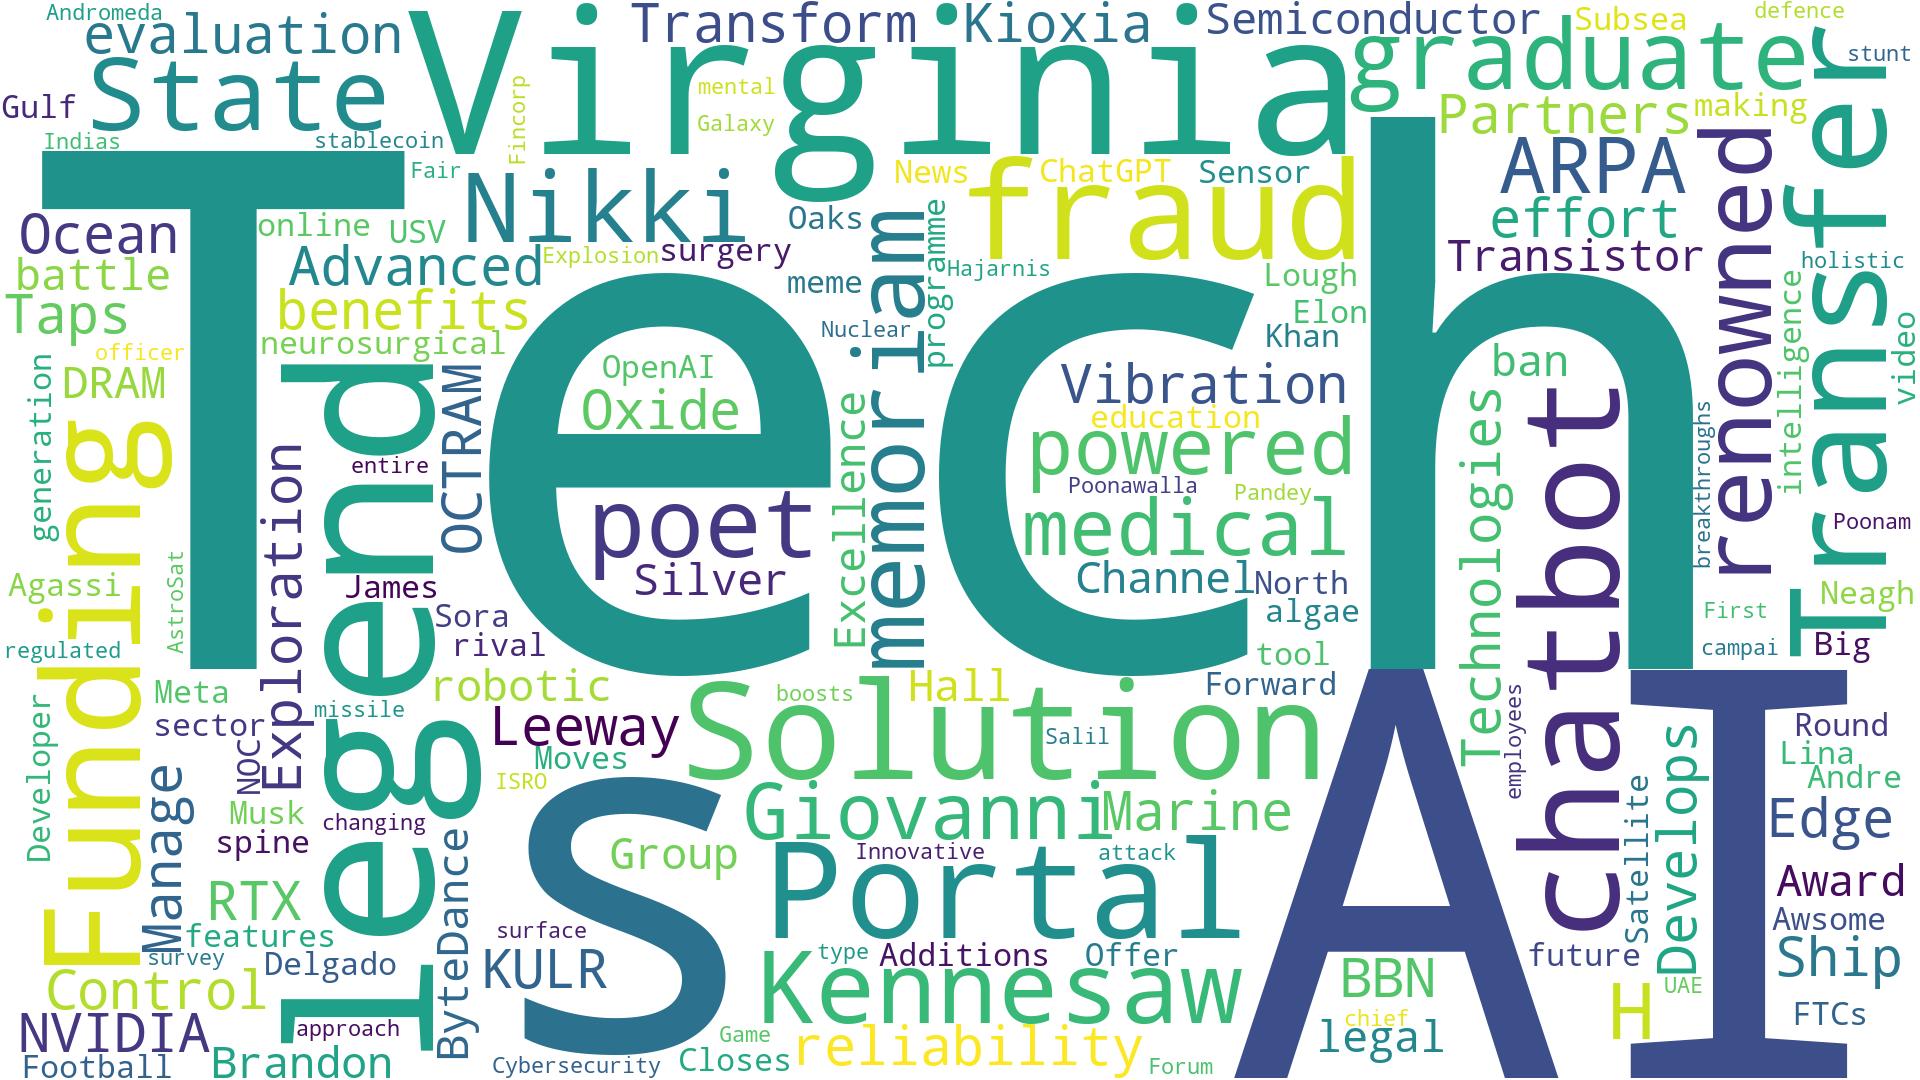 Andromeda
evaluation
Virginia
Transform
Kioxia
Semiconductor
Subsea
defence
State
graduate
stunt
Gulf
Fincorp
mental
Partners
making
Transfer
Indias
stablecoin
Galaxy
Tech
Fair
Nikki
News
ChatGPT
Sensor
fraud
ARPA
renowned
Ocean
online
USV
Oaks
memoriam
programme
effort
Advanced
Explosion
surgery
Transistor
holistic
battle
benefits
meme
Hajarnis
Lough
Elon
Taps
neurosurgical
Nuclear
Khan
intelligence
video
officer
DRAM
generation
Funding
legend
OCTRAM
OpenAI
Oxide
Excellence
Vibration
education
powered
ban
Technologies
chatbot
breakthroughs
Exploration
entire
poet
Silver
Poonawalla
Pandey
medical
Poonam
AstroSat
Agassi
James
Channel
North
algae
Neagh
First
regulated
Sora
rival
tool
campai
Big
Meta
robotic
boosts
Hall
Forward
AI
sector
missile
Leeway
Solution
Salil
employees
Round
Developer
Manage
NOC
Moves
ISRO
s
Lina
Andre
Musk
changing
Giovanni
Marine
Satellite
Develops
Edge
spine
ByteDance
Group
Innovative
attack
Portal
Award
RTX
features
surface
Awsome
survey
Delgado
KULR
type
Additions
Offer
future
Ship
Control
Kennesaw
BBN
H
UAE
NVIDIA
approach
Game
chief
legal
FTCs
Football
Brandon
Cybersecurity
Closes
reliability
Forum